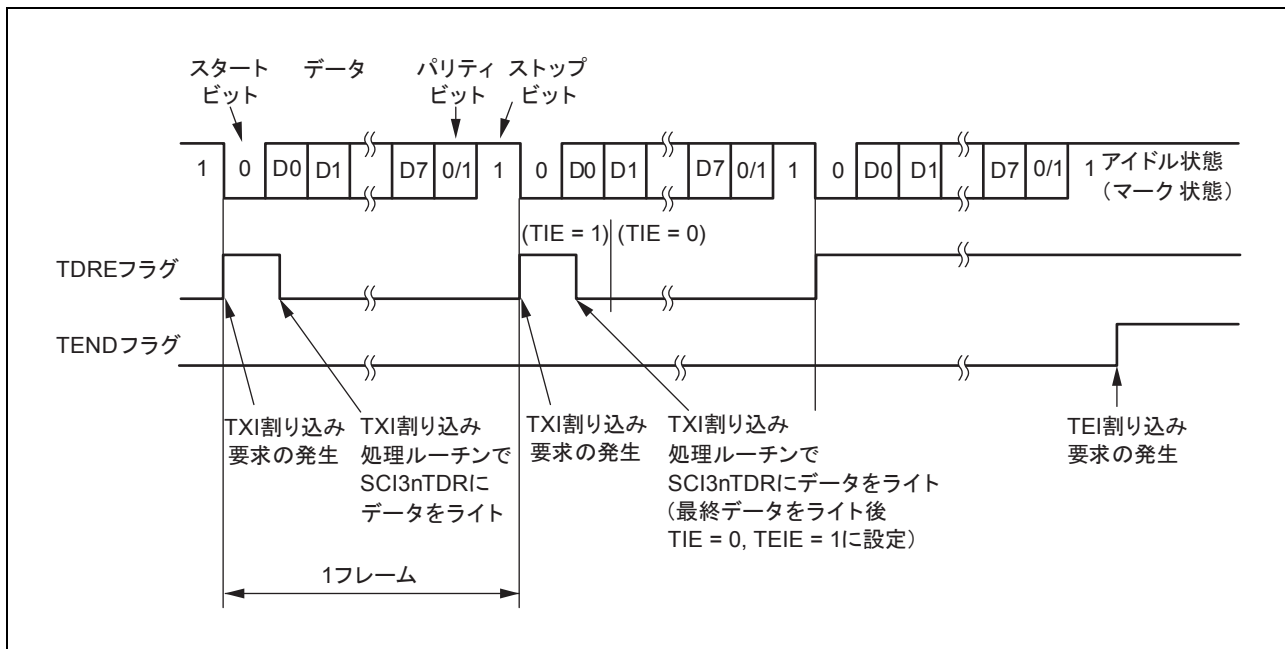 スタート
ビット
データ
パリティ
ビット
ストップ
ビット
1 0 D0 D1 D7 0/1 1 0 D0 D1 D7 0/1 1 0 D0 D1 D7 0/1 1 アイドル状態
（マーク状態）
(TIE = 1) (TIE = 0)
TDREフラグ
TENDフラグ
TXI割り込み
要求の発生
TXI割り込み
処理ルーチンで
SCI3nTDRに
データをライト
TXI割り込み
要求の発生
TXI割り込み
処理ルーチンで
SCI3nTDRにデータをライト
（最終データをライト後
TIE = 0, TEIE = 1に設定）
TEI割り込み
要求の発生
1フレーム